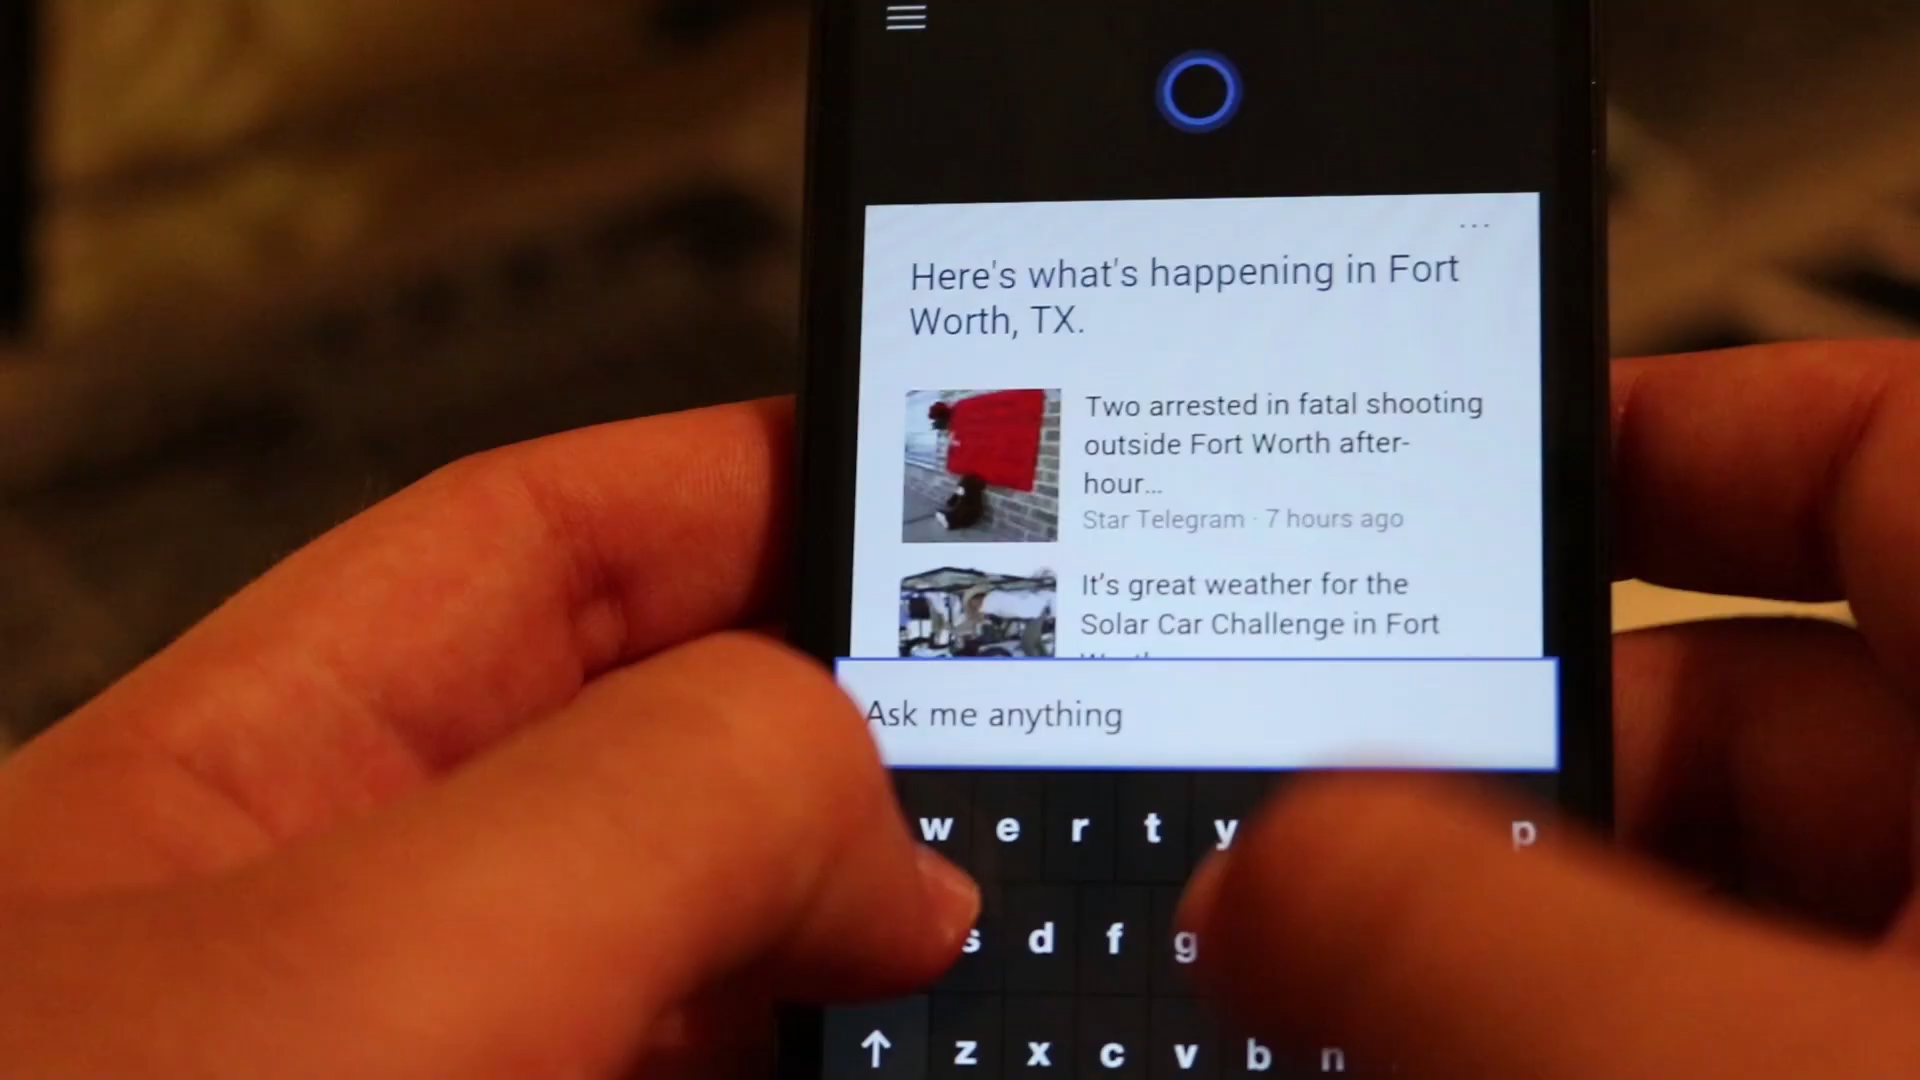 ...
Here's what's happening in Fort
Worth, TX.
Two arrested in fatal shooting
outside Fort Worth after-
hour...
Star Telegram · 7 hours ago
It's great weather for the
Solar Car Challenge in Fort
Ask me anything
w e r t y p
s d f g
z x c v b n